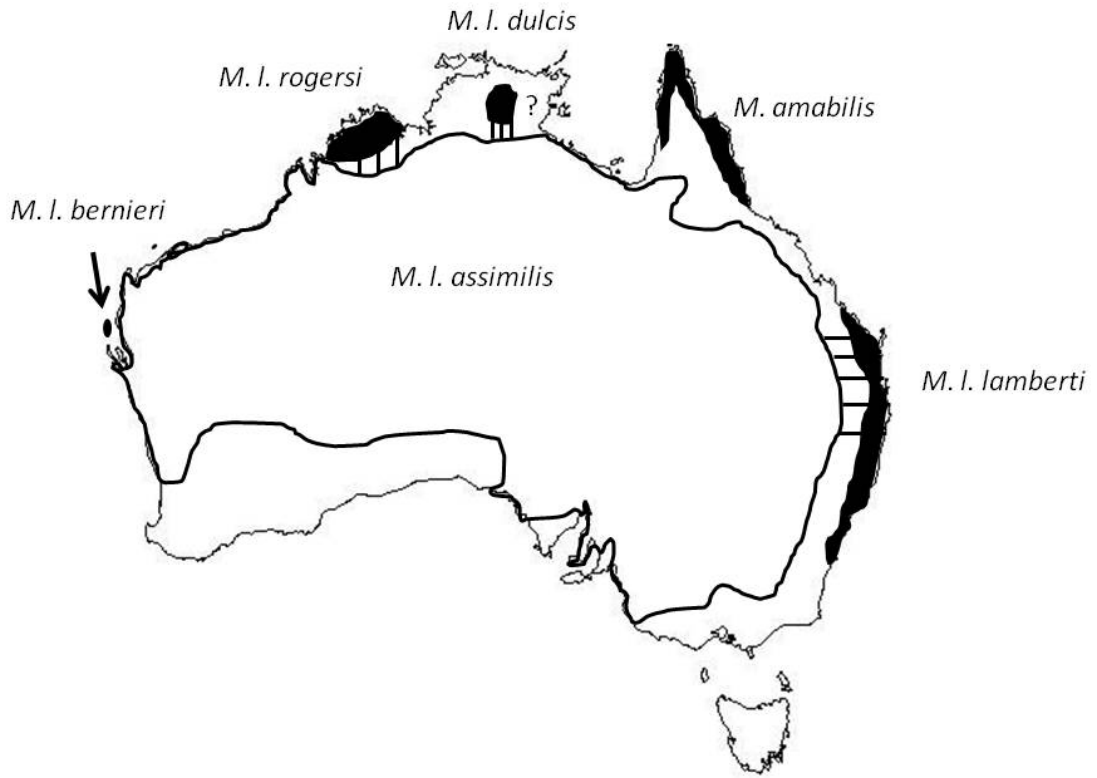 M. l. dulcis
M. l. rogersi
?
M. amabilis
M. l. bernieri
M. l. assimilis
M. l. lamberti